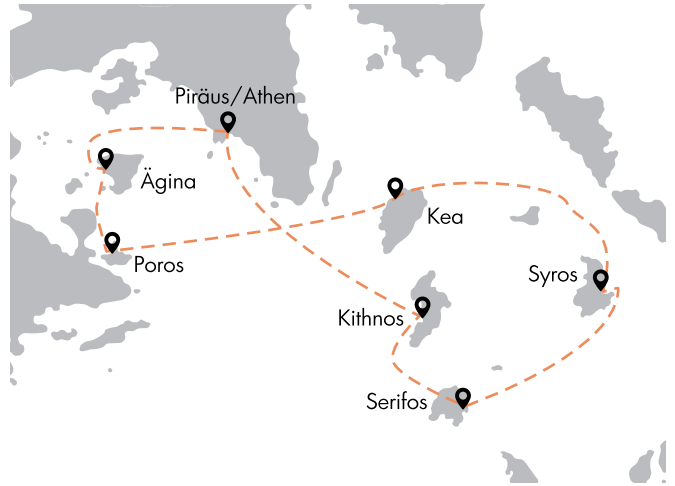 Piräus/Athen
Ägina
Kea
Poros
Syros
Kithnos
Serifos